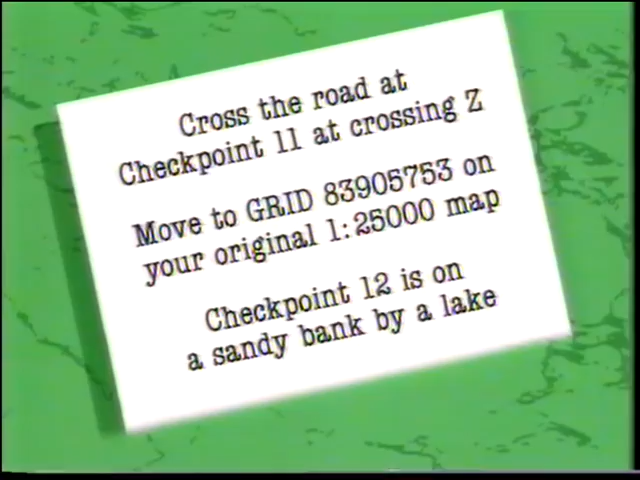 Cross the road at
Checkpoint 11 at crossing Z
Move to GRID 83905753 on
your original 1:25000 map
Checkpoint 12 is on
a sandy bank by a lake